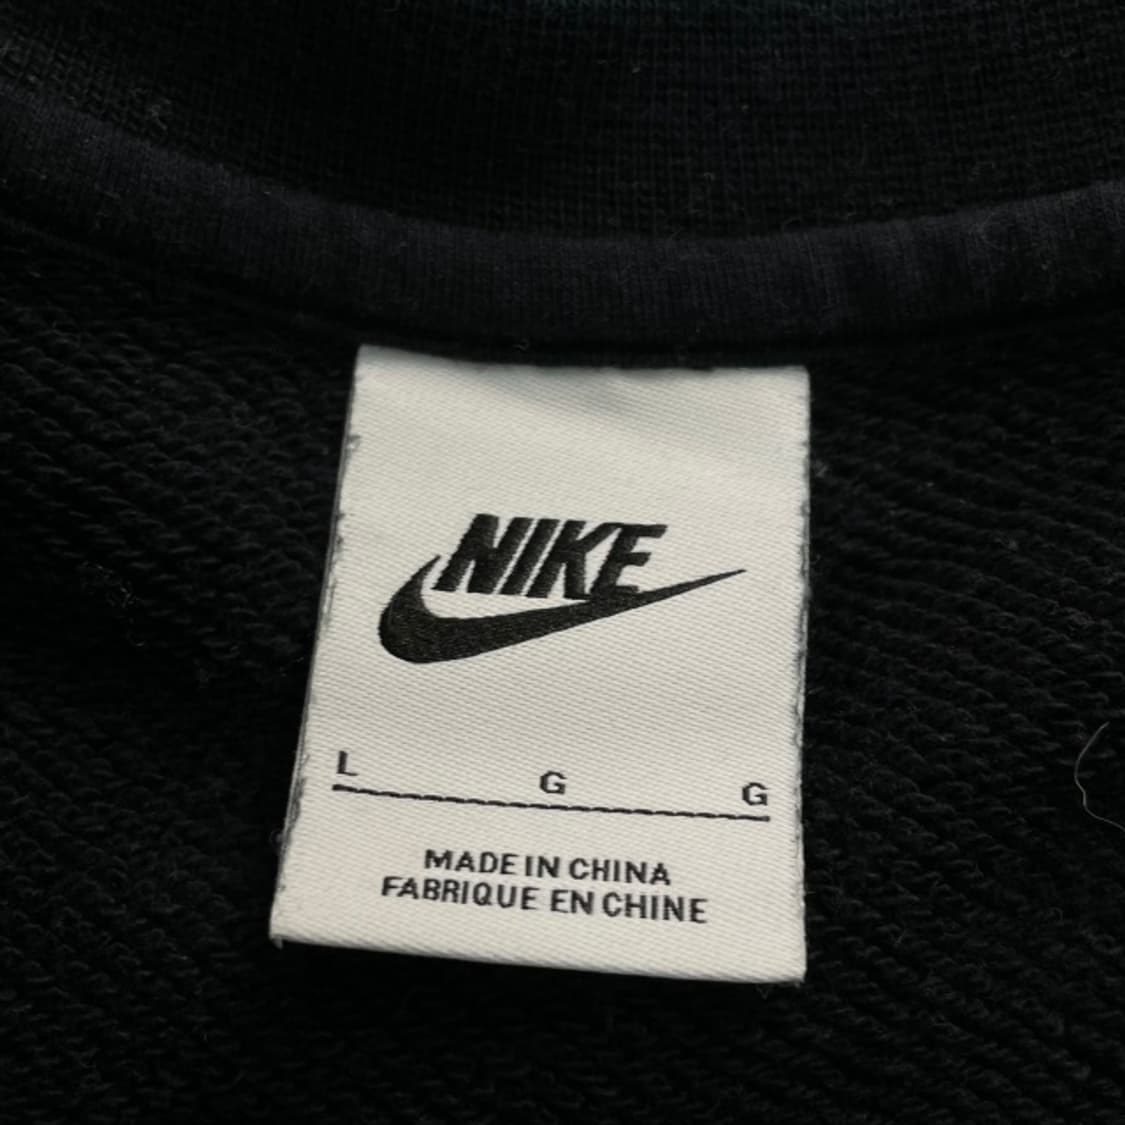 NIKE
L G G
MADE IN CHINA
FABRIQUE EN CHINE